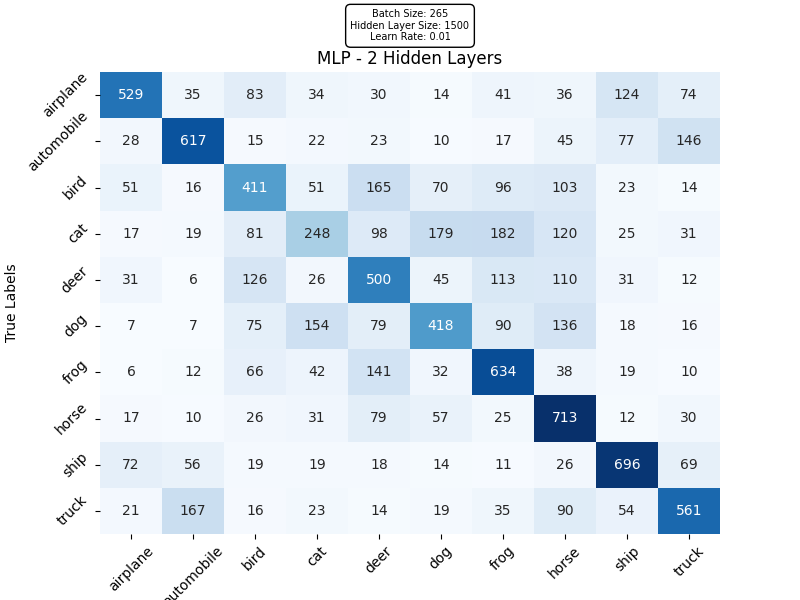 Batch Size: 265
Hidden Layer Size: 1500
Learn Rate: 0.01
MLP - 2 Hidden Layers
True Labels
airplane 529 35 83 34 30 14 41 36 124 74
automobile 28 617 15 22 23 10 17 45 77 146
bird 51 16 411 51 165 70 96 103 23 14
cat 17 19 81 248 98 179 182 120 25 31
deer 31 6 126 26 500 45 113 110 31 12
dog 7 7 75 154 79 418 90 136 18 16
frog 6 12 66 42 141 32 634 38 19 10
horse 17 10 26 31 79 57 25 713 12 30
ship 72 56 19 19 18 14 11 26 696 69
truck 21 167 16 23 14 19 35 90 54 561
airplane automobile bird cat deer dog frog horse ship truck